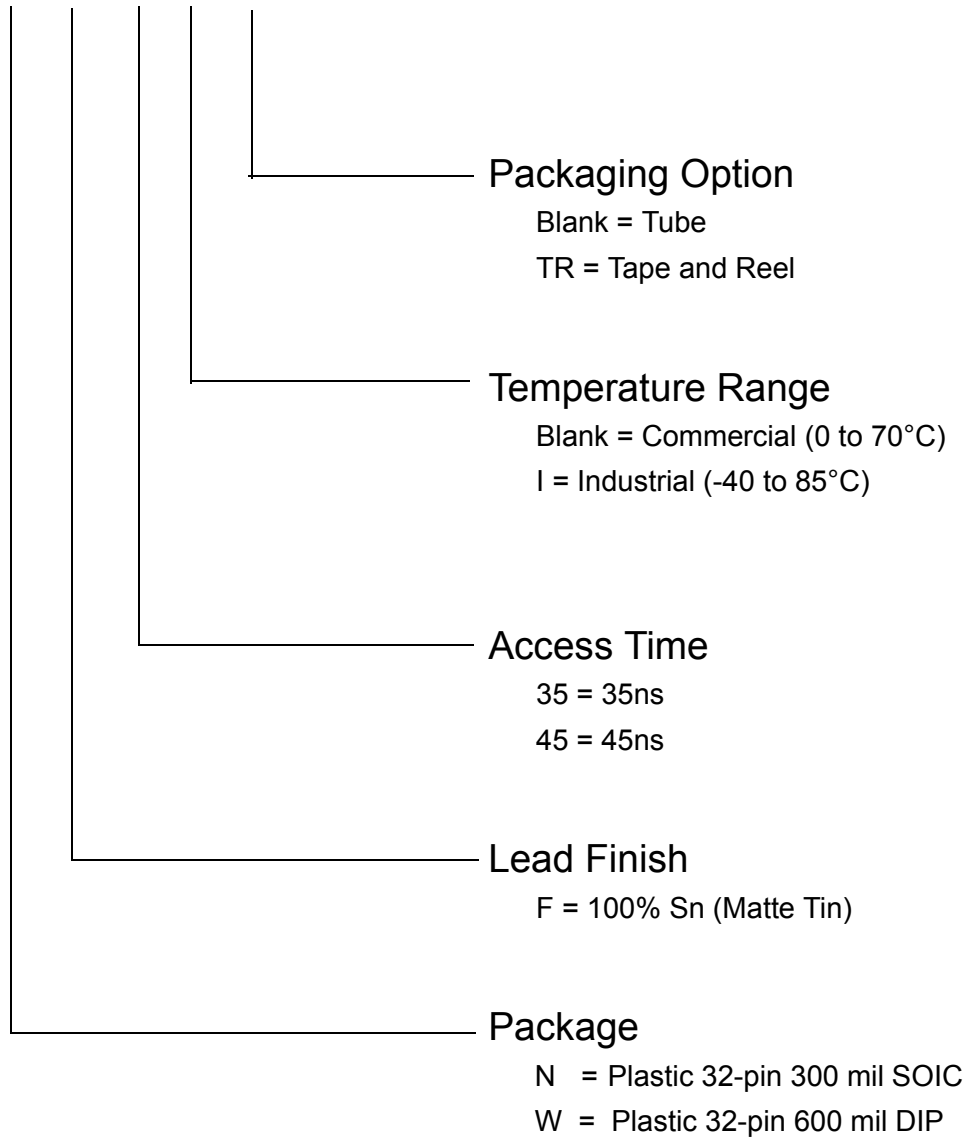 Packaging Option
Blank = Tube
TR = Tape and Reel
Temperature Range
Blank = Commercial (0 to 70°C)
I = Industrial (-40 to 85°C)
Access Time
35 = 35ns
45 = 45ns
Lead Finish
F = 100% Sn (Matte Tin)
Package
N = Plastic 32-pin 300 mil SOIC
W = Plastic 32-pin 600 mil DIP